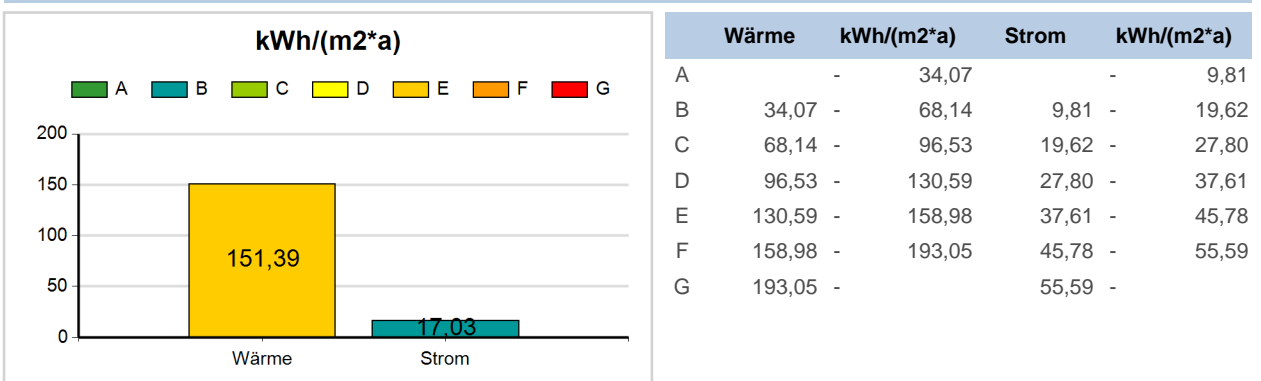 kWh/(m2*a)
A B C D E F G
200
150
100
50
0
151,39
17,03
Wärme Strom
Wärme kWh/(m2*a) Strom kWh/(m2*a)
A - 34,07 - 9,81
B 34,07 - 68,14 9,81 - 19,62
C 68,14 - 96,53 19,62 - 27,80
D 96,53 - 130,59 27,80 - 37,61
E 130,59 - 158,98 37,61 - 45,78
F 158,98 - 193,05 45,78 - 55,59
G 193,05 - 55,59 -